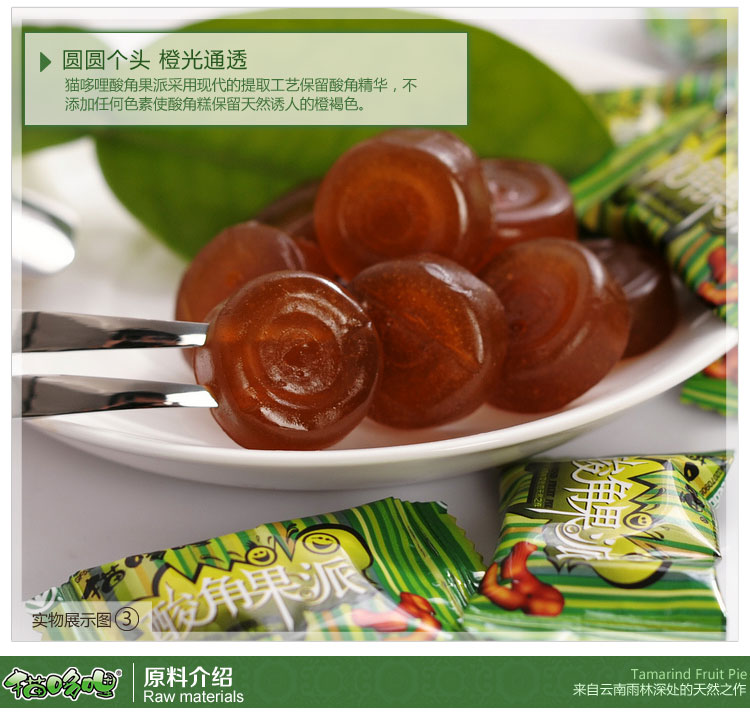 圆圆个头 橙光通透
猫哆哩酸角果派采用现代的提取工艺保留酸角精华，不
添加任何色素使酸角糕保留天然诱人的橙褐色。
酸角果派
酸角果派
实物展示图③
猫哆哩®
原料介绍
Raw materials
Tamarind Fruit Pie
来自云南雨林深处的天然之作